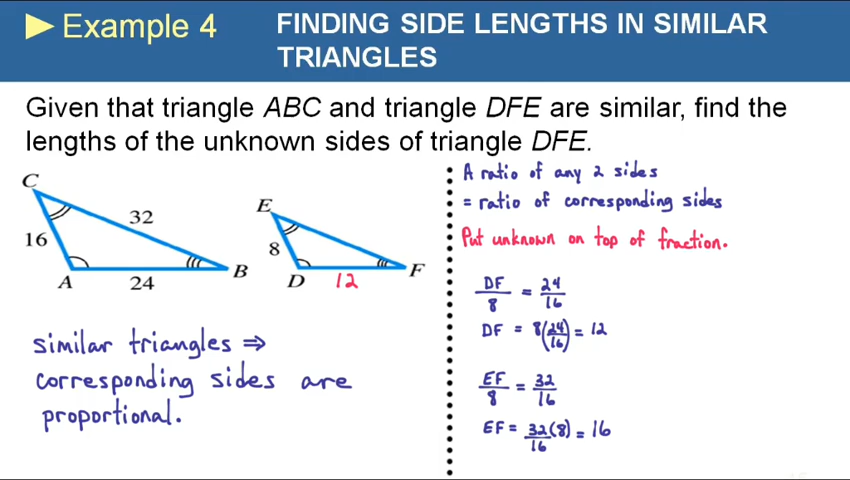 ▶ Example 4
FINDING SIDE LENGTHS IN SIMILAR
TRIANGLES
Given that triangle ABC and triangle DFE are similar, find the
lengths of the unknown sides of triangle DFE.
C
32
16
A
24
B
E
8
D
12
F
similar triangles ⇒
corresponding sides are
proportional.
A ratio of any 2 sides
= ratio of corresponding sides
Put unknown on top of fraction.
DF/8 = 24/16
DF = 8(24/16) = 12
EF/8 = 32/16
EF = 32(8)/16 = 16